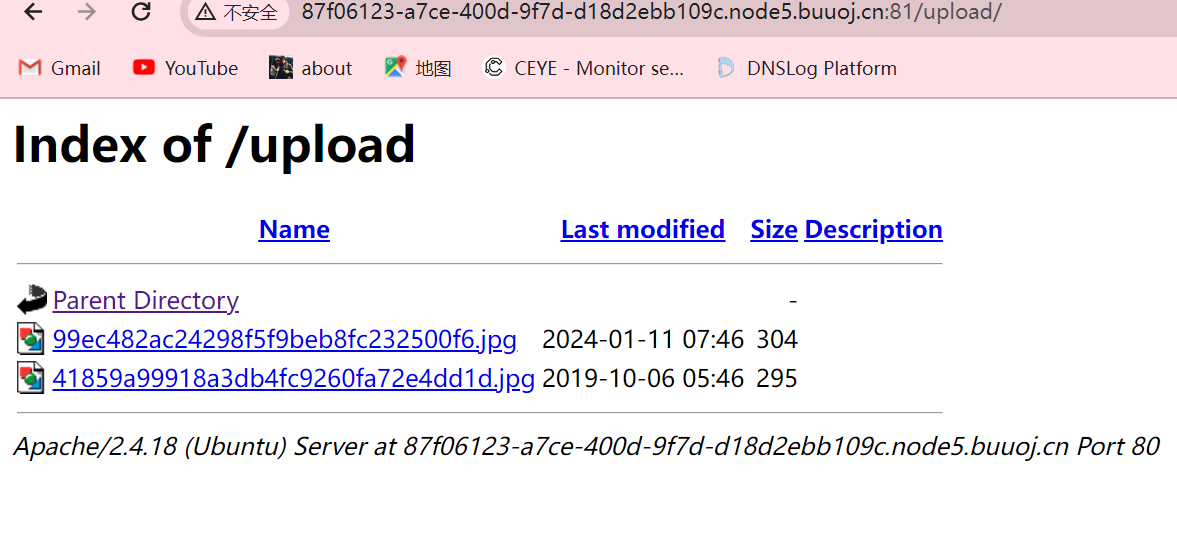 不安全 87f06123-a7ce-400d-9f7d-d18d2ebb109c.node5.buuoj.cn:81/upload/
Gmail YouTube about 地图 CEYE - Monitor se... DNSLog Platform
Index of /upload
Name Last modified Size Description
Parent Directory -
99ec482ac24298f5f9beb8fc232500f6.jpg 2024-01-11 07:46 304
41859a99918a3db4fc9260fa72e4dd1d.jpg 2019-10-06 05:46 295
Apache/2.4.18 (Ubuntu) Server at 87f06123-a7ce-400d-9f7d-d18d2ebb109c.node5.buuoj.cn Port 80